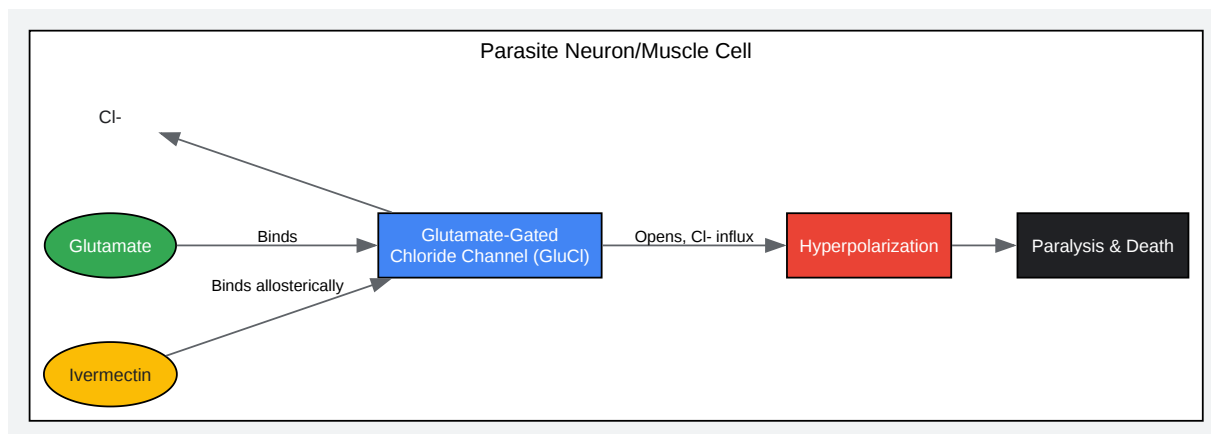 Parasite Neuron/Muscle Cell
Cl-
Glutamate
Binds
Glutamate-Gated
Chloride Channel (GluCl)
Opens, Cl- influx
Hyperpolarization
Paralysis & Death
Binds allosterically
Ivermectin